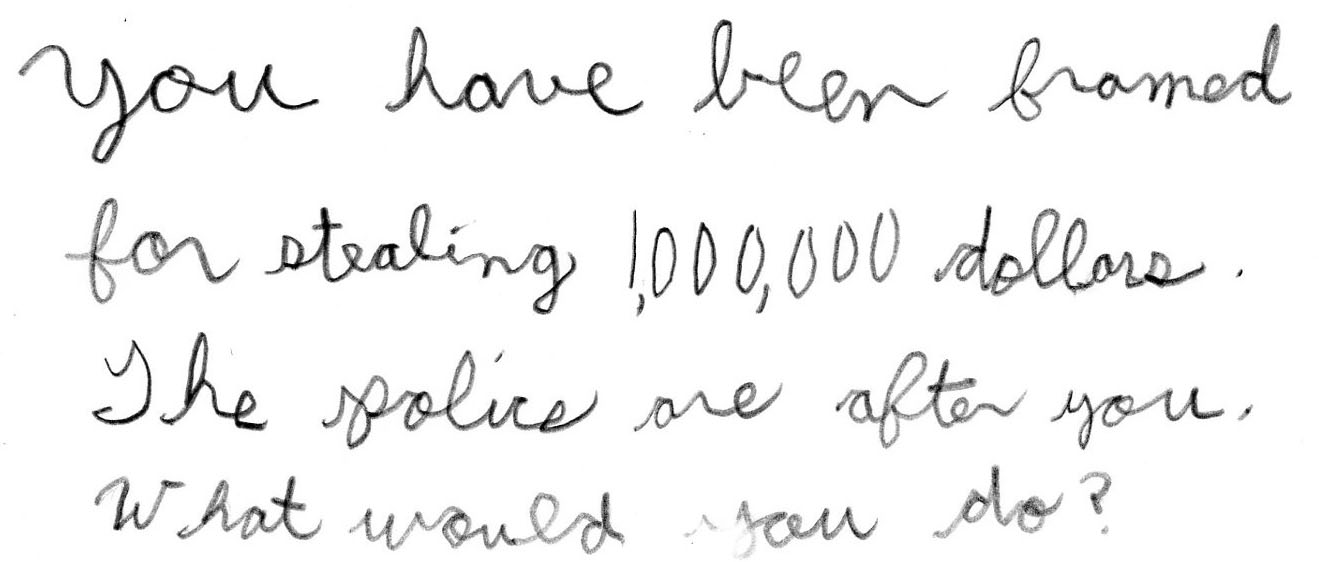 you have been framed
for stealing 1,000,000 dollars.
The police are after you.
What would you do?